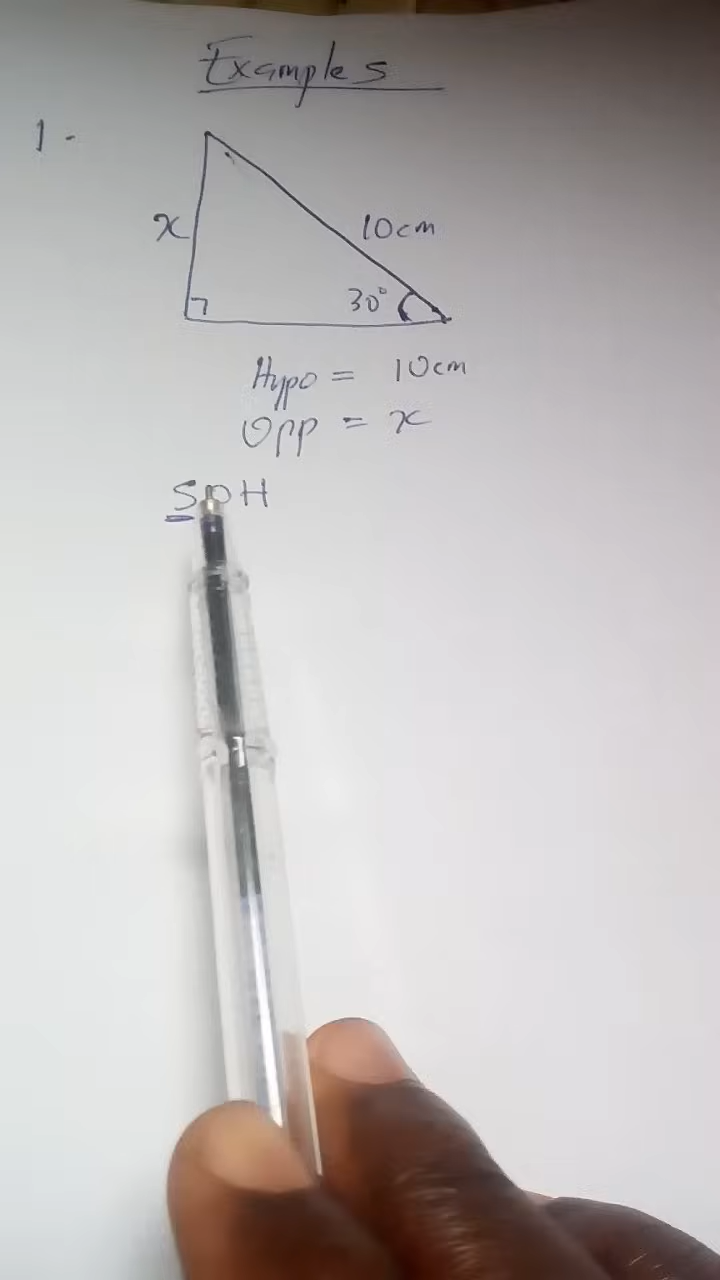 Examples
1-
x
10cm
30°
Hypo = 10cm
Opp = x
SOH